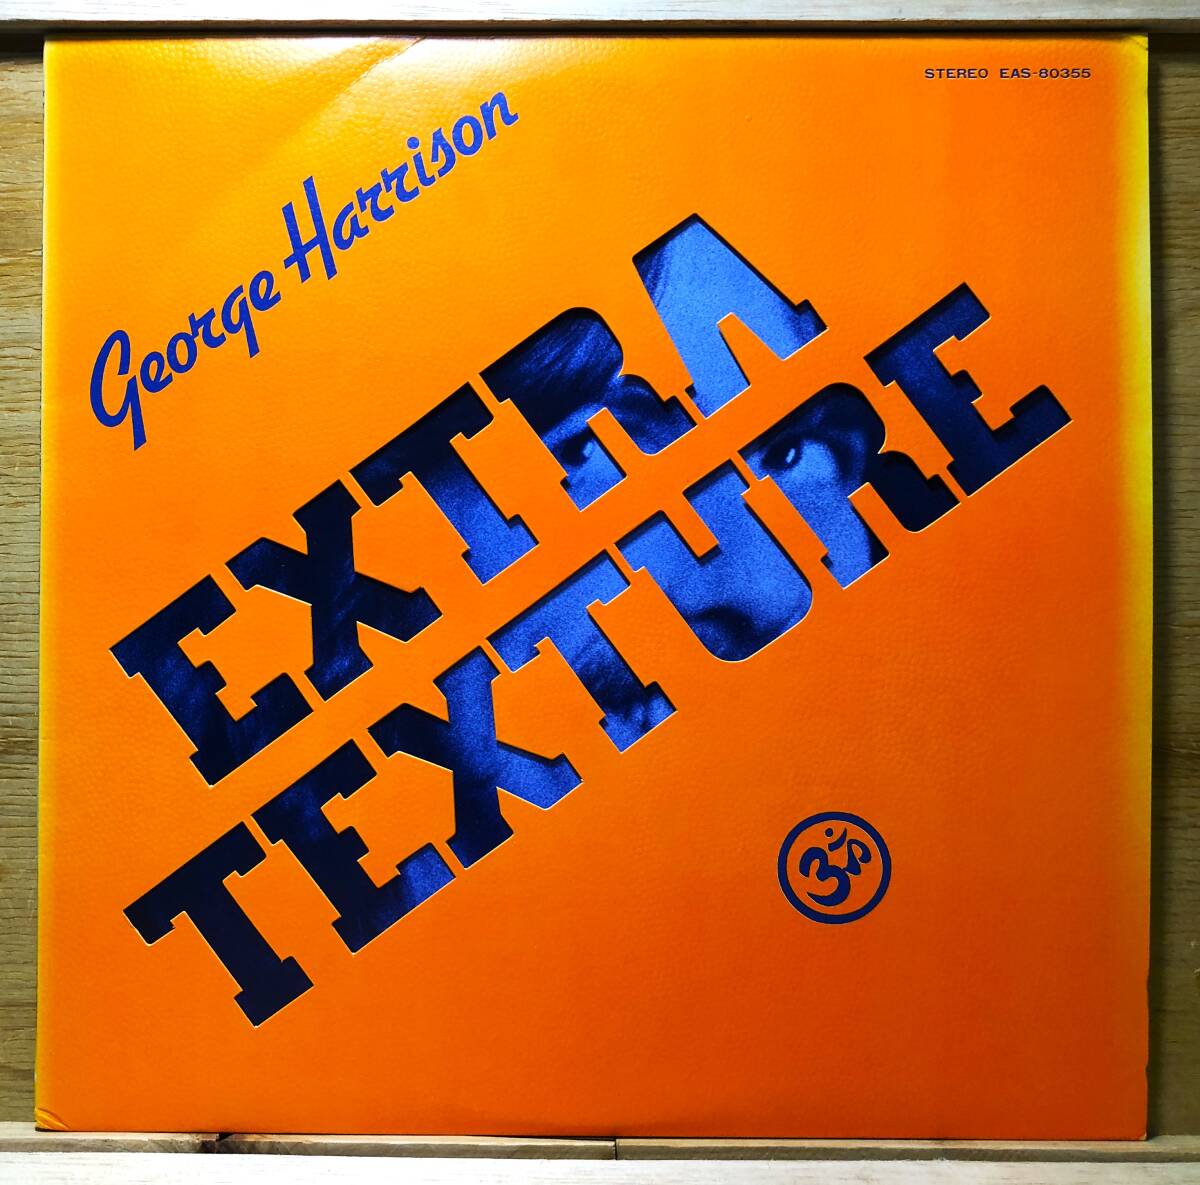 STEREO EAS-80355
George Harrison
EXTRA
TEXTURE
ॐ